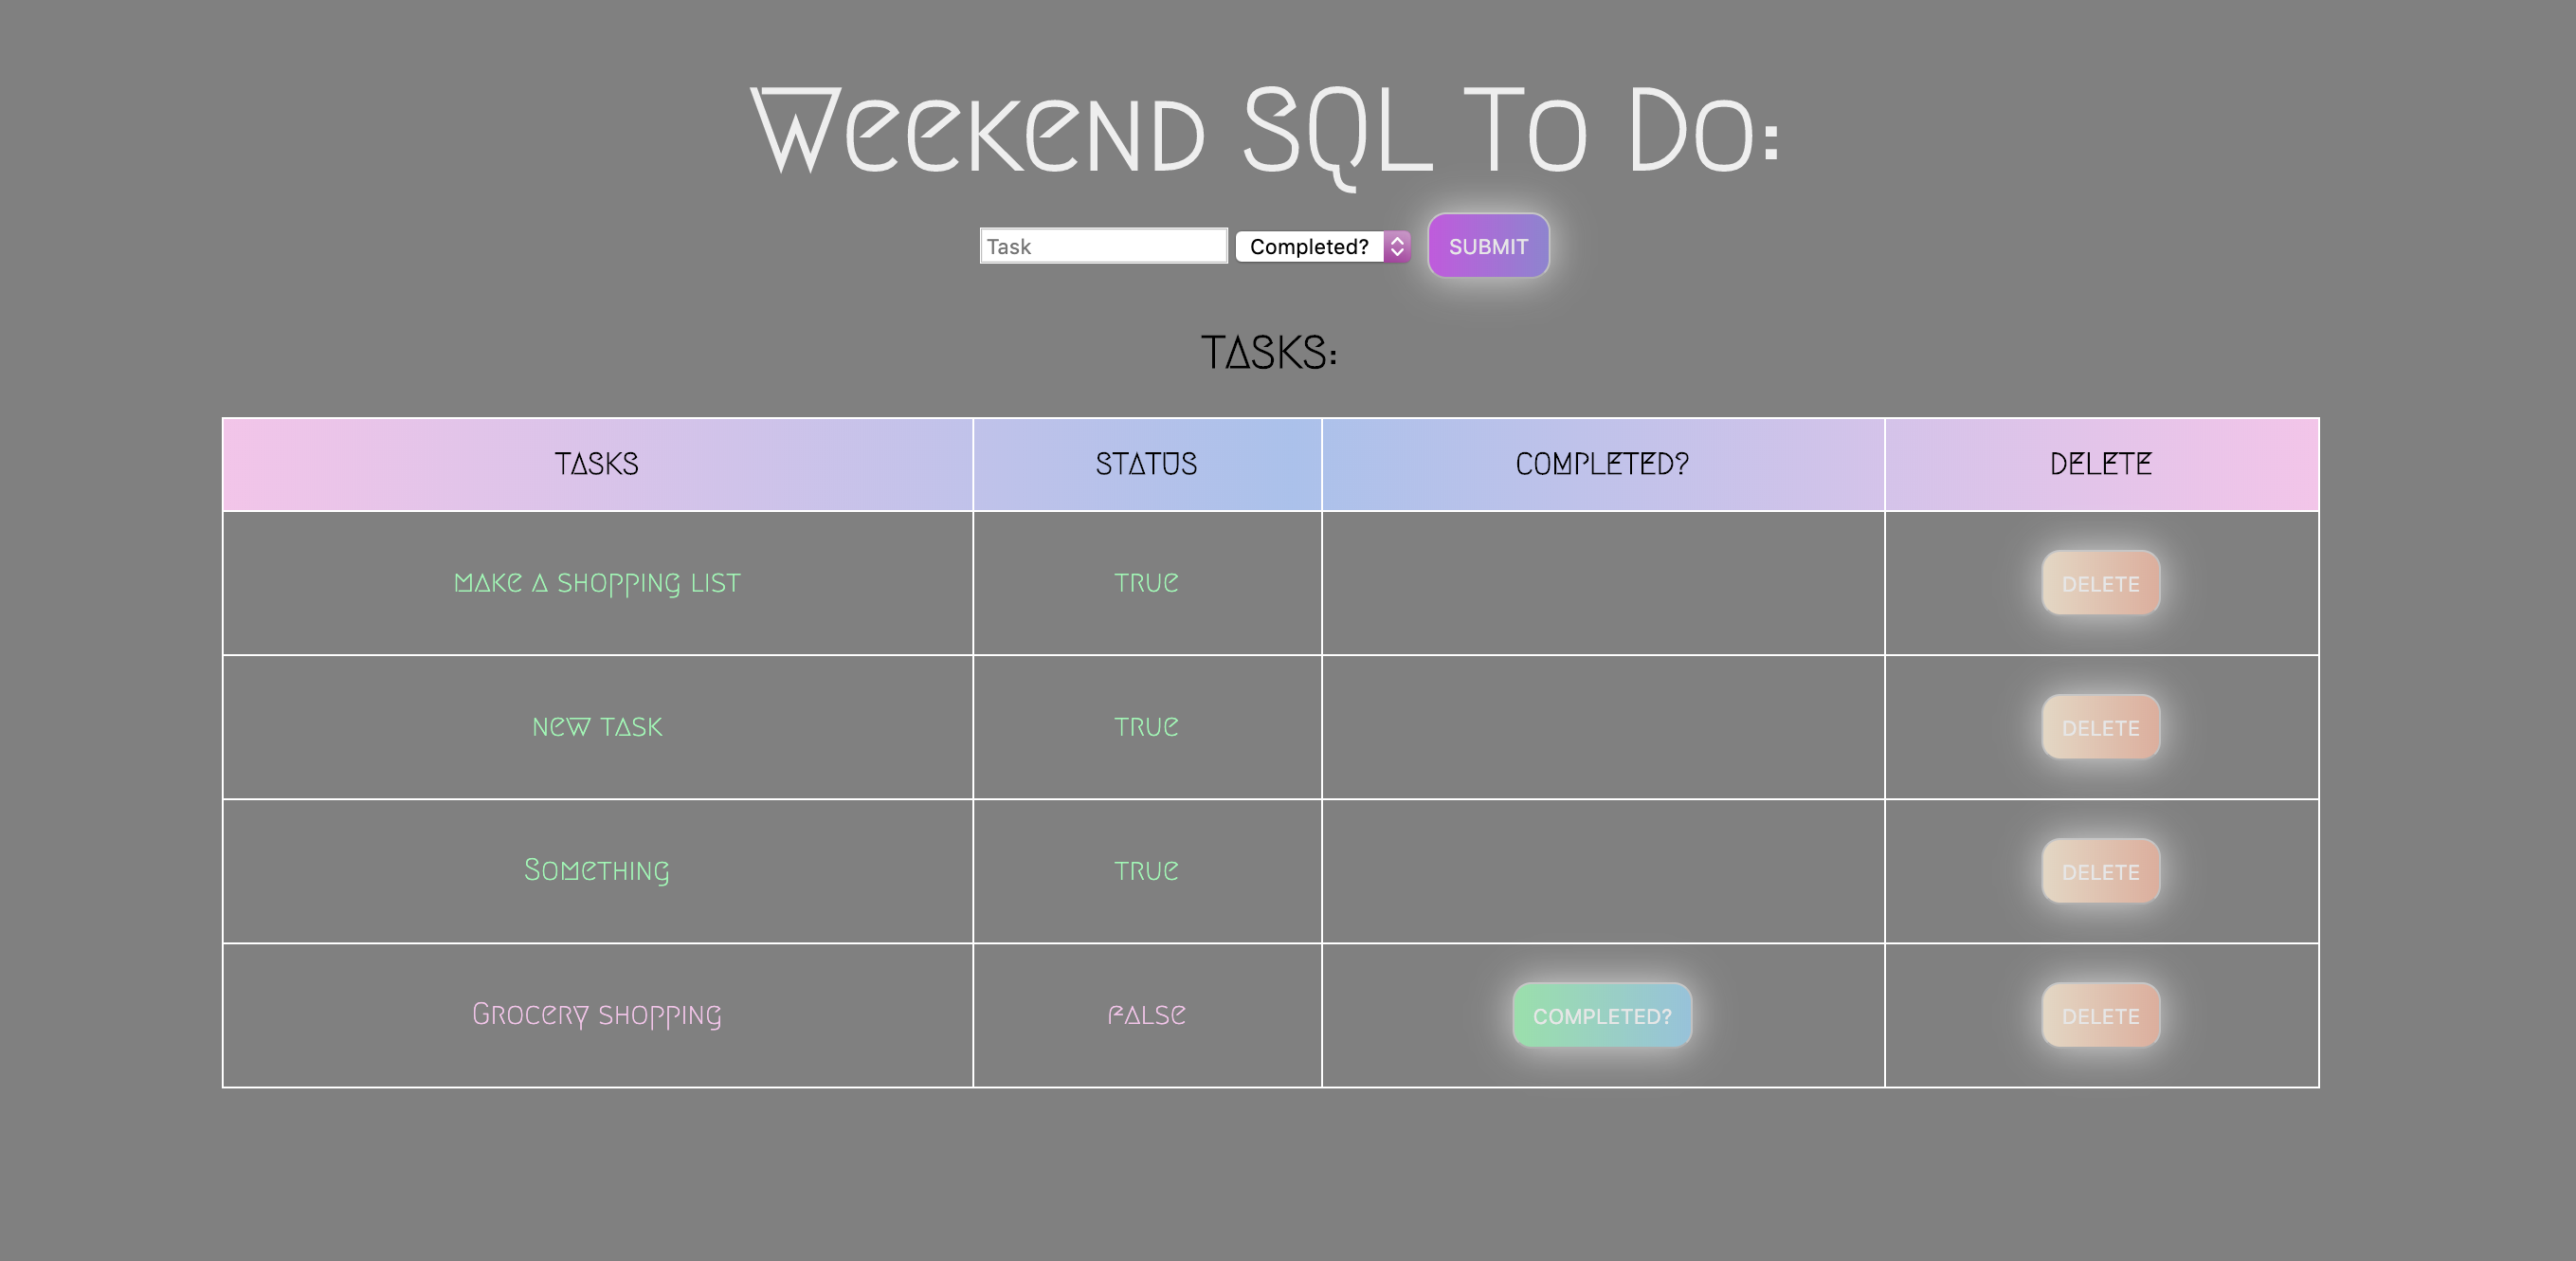 Weekend SQL To Do:
Task Completed? SUBMIT
TASKS:
TASKS STATUS COMPLETED? DELETE
make a shopping list true DELETE
new task true DELETE
Something true DELETE
Grocery shopping false COMPLETED? DELETE